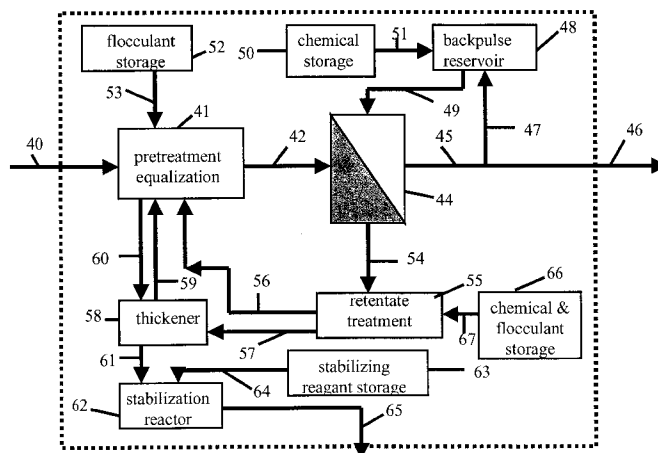 flocculant
storage
52
50
chemical
storage
51
backpulse
reservoir
48
53
49
41
40
pretreatment
equalization
42
45
47
46
44
54
60
59
56
55
66
58
thickener
retentate
treatment
67
chemical &
flocculant
storage
57
61
64
stabilizing
reagant storage
63
62
stabilization
reactor
65